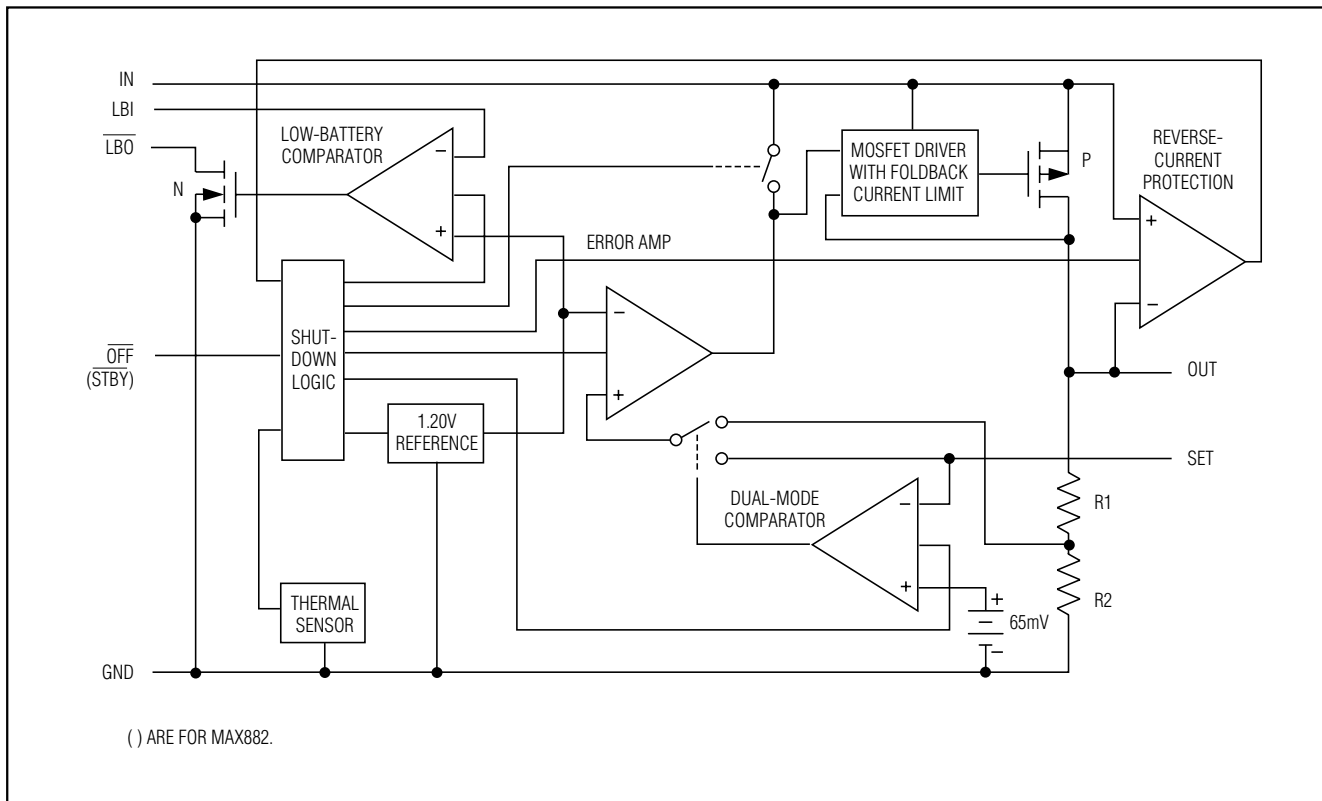 IN
LBI
LBO
LOW-BATTERY
COMPARATOR
N
−
+
MOSFET DRIVER
WITH FOLDBACK
CURRENT LIMIT
P
REVERSE-
CURRENT
PROTECTION
+
−
ERROR AMP
−
+
SHUT-
DOWN
LOGIC
OFF
(STBY)
1.20V
REFERENCE
OUT
SET
DUAL-MODE
COMPARATOR
−
+
R1
R2
+
65mV
−
THERMAL
SENSOR
GND
( ) ARE FOR MAX882.